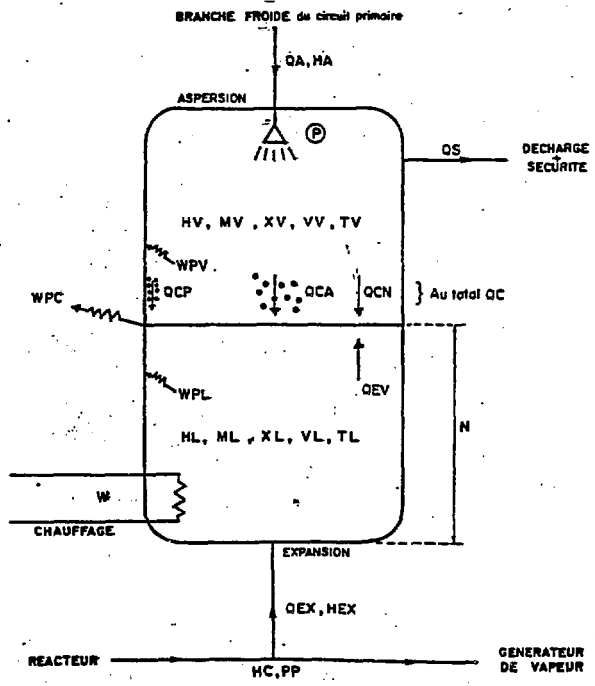 BRANCHE FROIDE du circuit primaire
QA, HA
ASPERSION
P
QS
DECHARGE
+
SECURITE
HV, MV, XV, VV, TV
WPV
WPC
QCP
QCA
QCN
} Au total QC
WPL
QEV
N
HL, ML, XL, VL, TL
W
CHAUFFAGE
EXPANSION
QEX, HEX
REACTEUR
HC, PP
GENERATEUR
DE VAPEUR